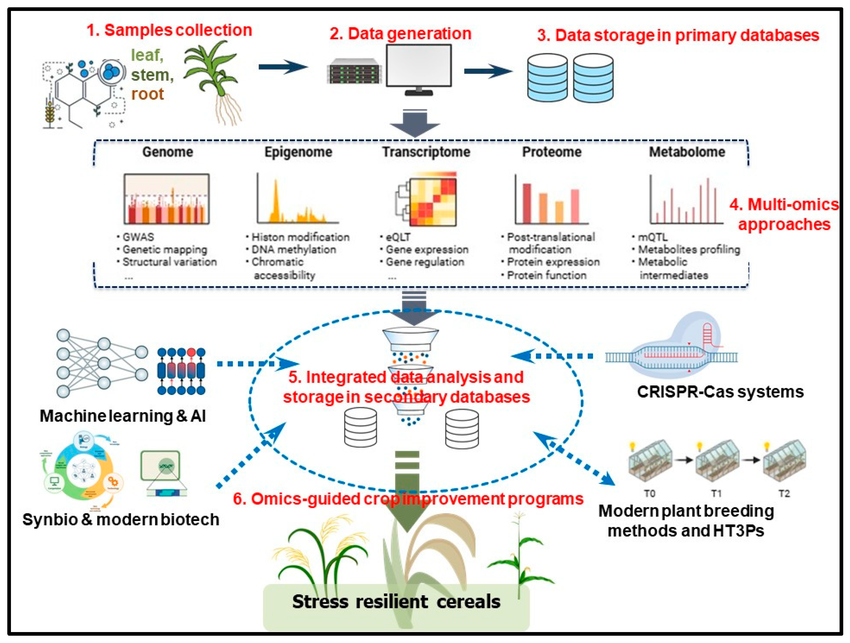 1. Samples collection
leaf,
stem,
root
2. Data generation
3. Data storage in primary databases
Genome
Epigenome
Transcriptome
Proteome
Metabolome
• GWAS
• Genetic mapping
• Structural variation
...
• Histon modification
• DNA methylation
• Chromatic
accessibility
• eQLT
• Gene expression
• Gene regulation
...
• Post-translational
modification
• Protein expression
• Protein function
• mQTL
• Metabolites profiling
• Metabolic
intermediates
4. Multi-omics
approaches
5. Integrated data analysis and
storage in secondary databases
Machine learning & AI
CRISPR-Cas systems
Synbio & modern biotech
T0
T1
T2
Modern plant breeding
methods and HT3Ps
6. Omics-guided crop improvement programs
Stress resilient cereals